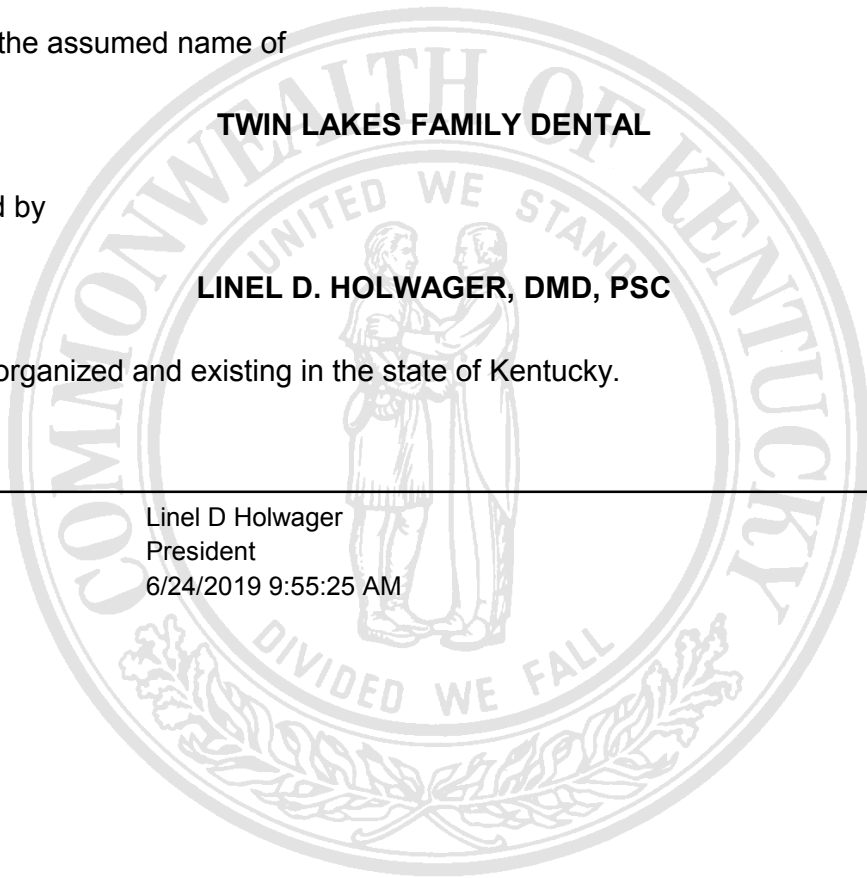 the assumed name of
TWIN LAKES FAMILY DENTAL
d by
LINEL D. HOLWAGER, DMD, PSC
organized and existing in the state of Kentucky.
Linel D Holwager
President
6/24/2019 9:55:25 AM
COMMONWEALTH OF KENTUCKY
UNITED WE STAND
DIVIDED WE FALL